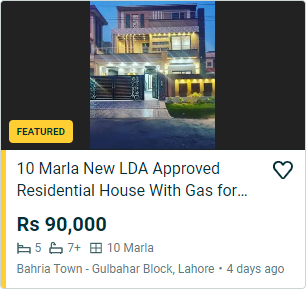 FEATURED
10 Marla New LDA Approved
Residential House With Gas for...
Rs 90,000
5 7+ 10 Marla
Bahria Town - Gulbahar Block, Lahore • 4 days ago